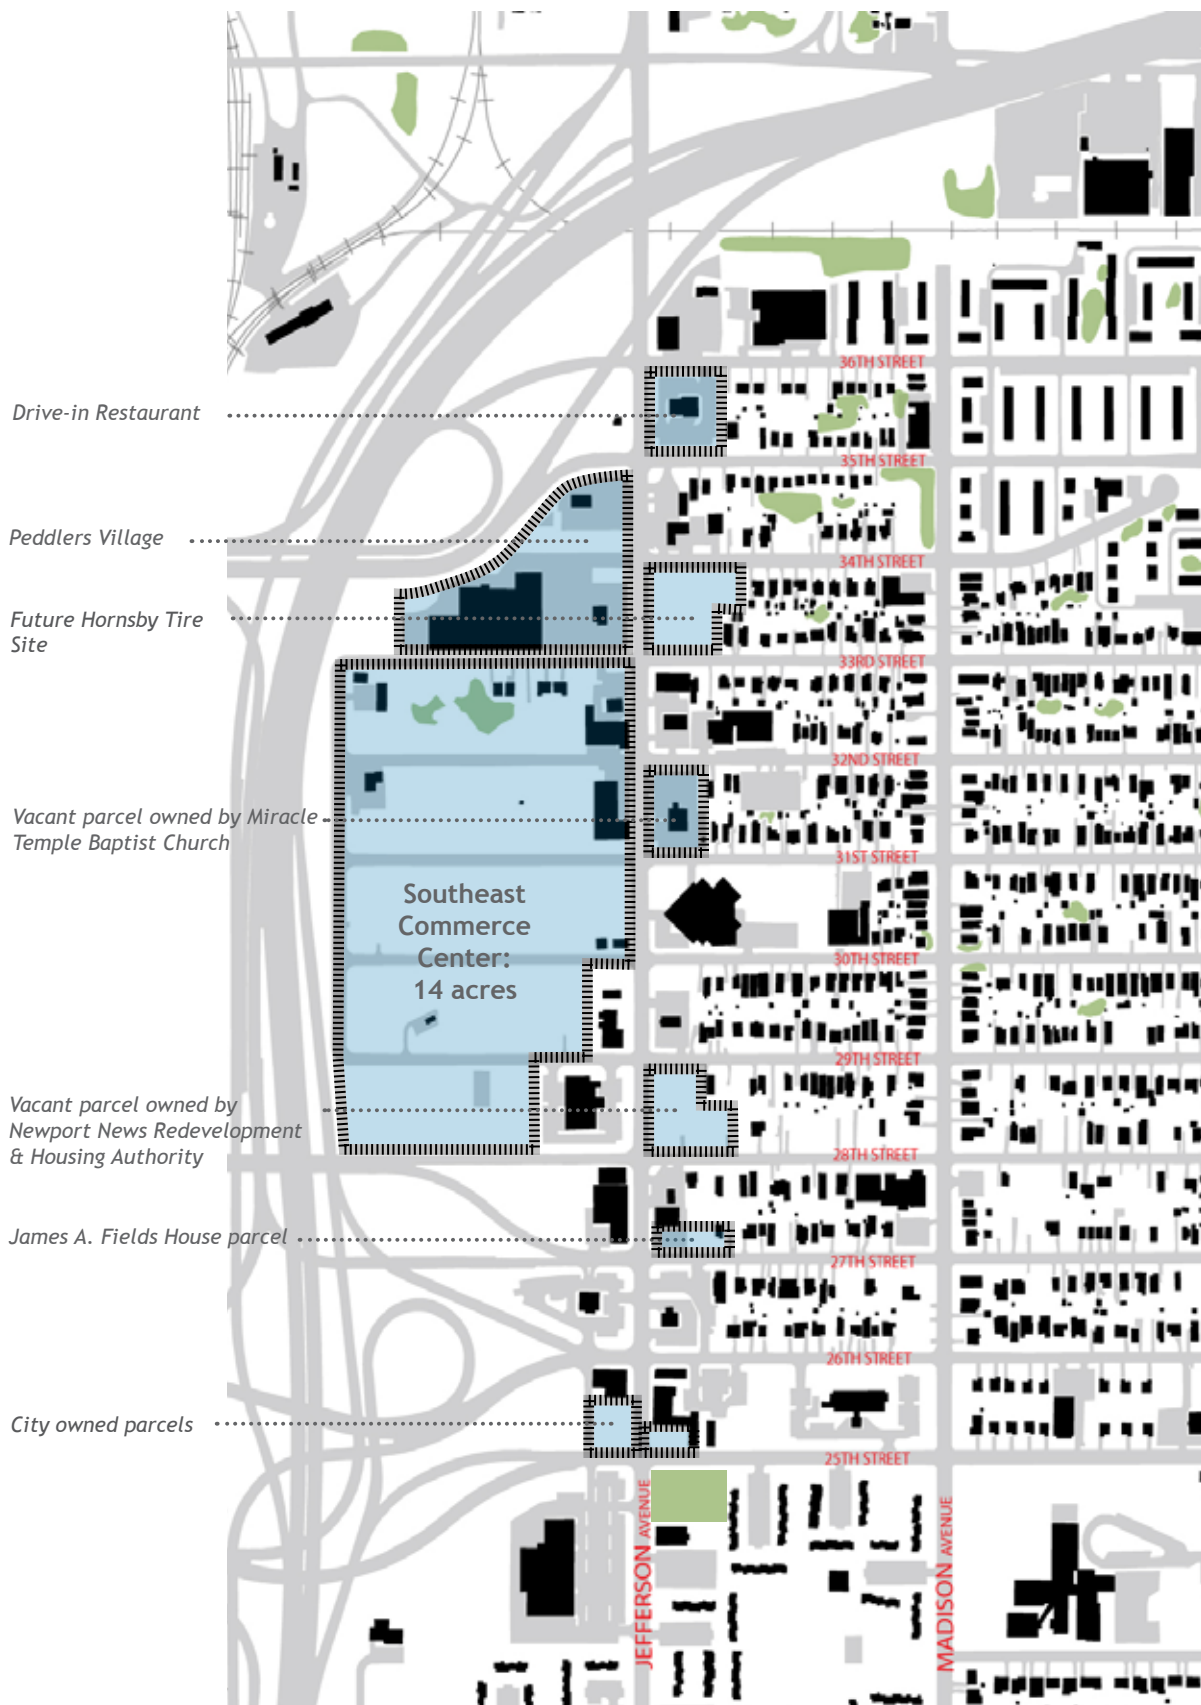 36TH STREET
Drive-in Restaurant
35TH STREET
Peddlers Village
34TH STREET
Future Hornsby Tire
Site
33RD STREET
32ND STREET
Vacant parcel owned by Miracle
Temple Baptist Church
31ST STREET
Southeast
Commerce
Center:
14 acres
30TH STREET
29TH STREET
Vacant parcel owned by
Newport News Redevelopment
& Housing Authority
28TH STREET
James A. Fields House parcel
27TH STREET
26TH STREET
City owned parcels
25TH STREET
JEFFERSON AVENUE
MADISON AVENUE